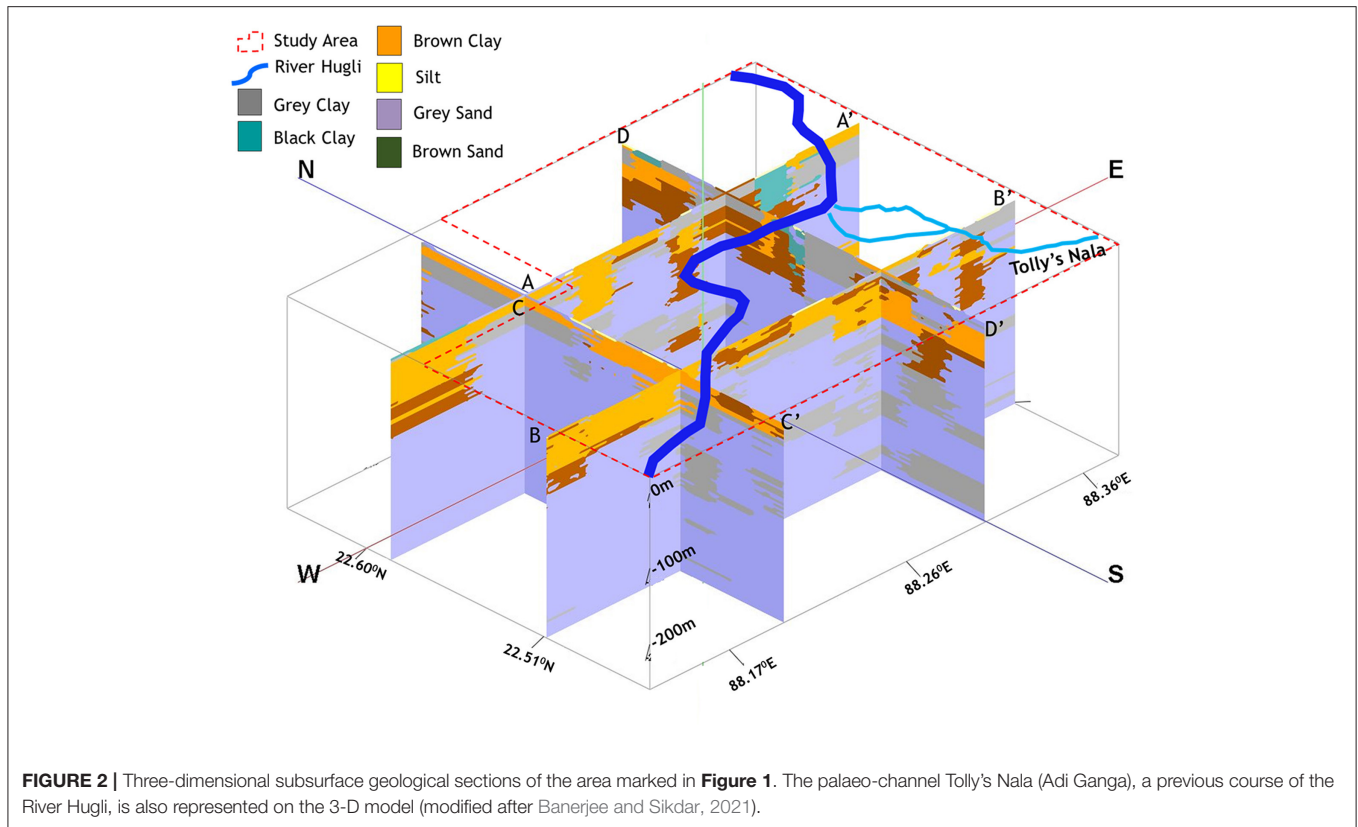 Study Area
River Hugli
Grey Clay
Black Clay
Brown Clay
Silt
Grey Sand
Brown Sand
N
D
A'
E
B'
Tolly's Nala
A
C
D'
B
C'
0m
-100m
-200m
W
S
22.60⁰N
22.51⁰N
88.17⁰E
88.26⁰E
88.36⁰E
FIGURE 2 | Three-dimensional subsurface geological sections of the area marked in Figure 1. The palaeo-channel Tolly's Nala (Adi Ganga), a previous course of the
River Hugli, is also represented on the 3-D model (modified after Banerjee and Sikdar, 2021).